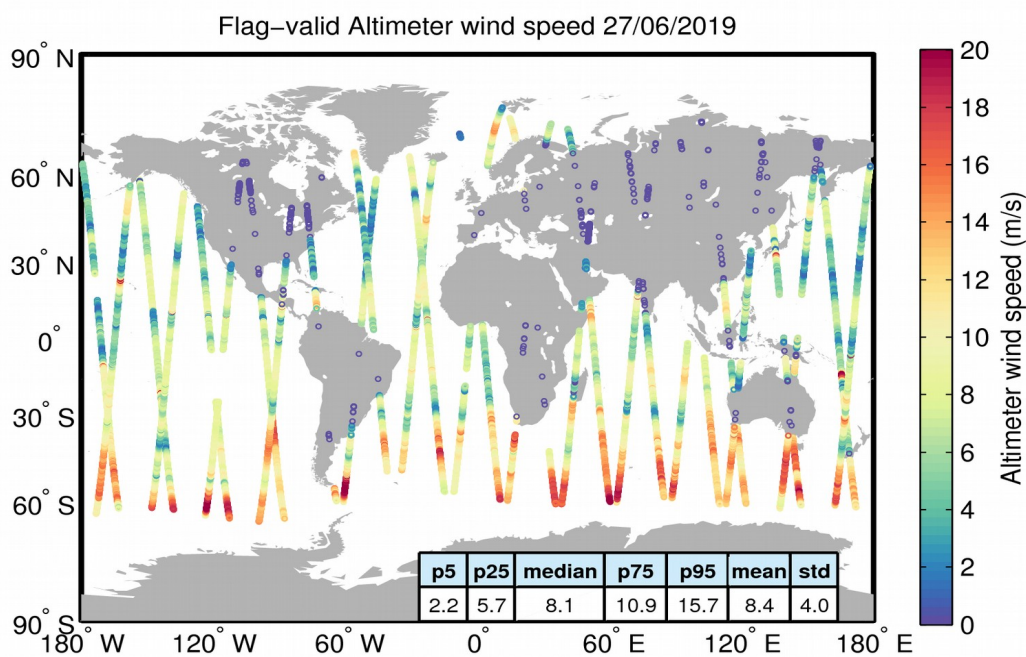 Flag-valid Altimeter wind speed 27/06/2019
90° N
60° N
30° N
0°
30° S
60° S
90° S
180° W
120° W
60° W
0°
60° E
120° E
180° E
p5 p25 median p75 p95 mean std
2.2 5.7 8.1 10.9 15.7 8.4 4.0
20
18
16
14
12
10
8
6
4
2
0
Altimeter wind speed (m/s)